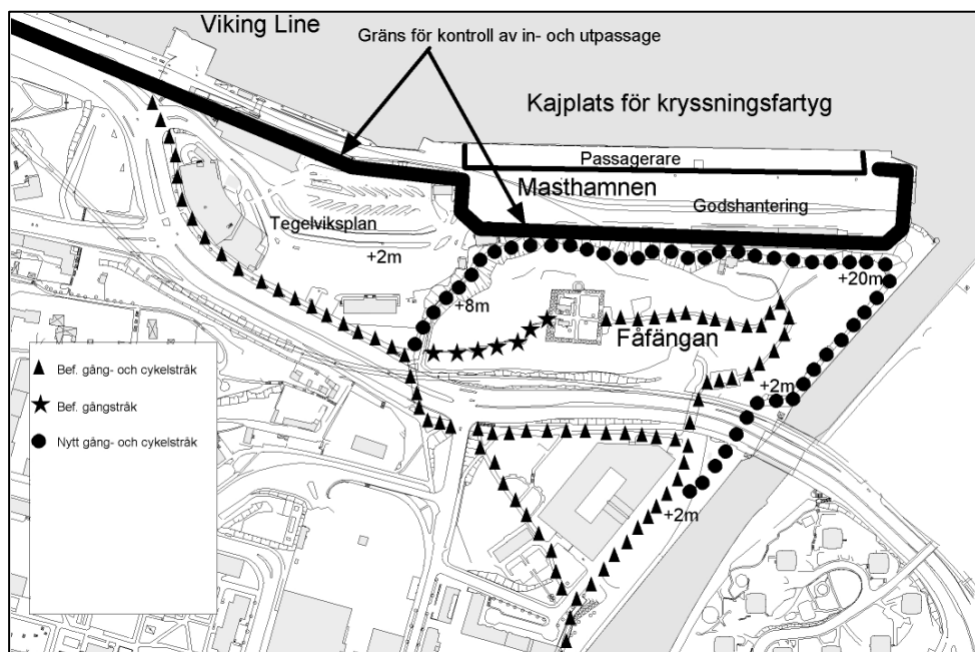 Viking Line
Gräns för kontroll av in- och utpassage
Kajplats för kryssningsfartyg
Passagerare
Masthamnen
Godshantering
Tegelviksplan
+2m
+20m
+8m
Fåfängan
+2m
+2m
Bef. gång- och cykelstråk
Bef. gångstråk
Nytt gång- och cykelstråk